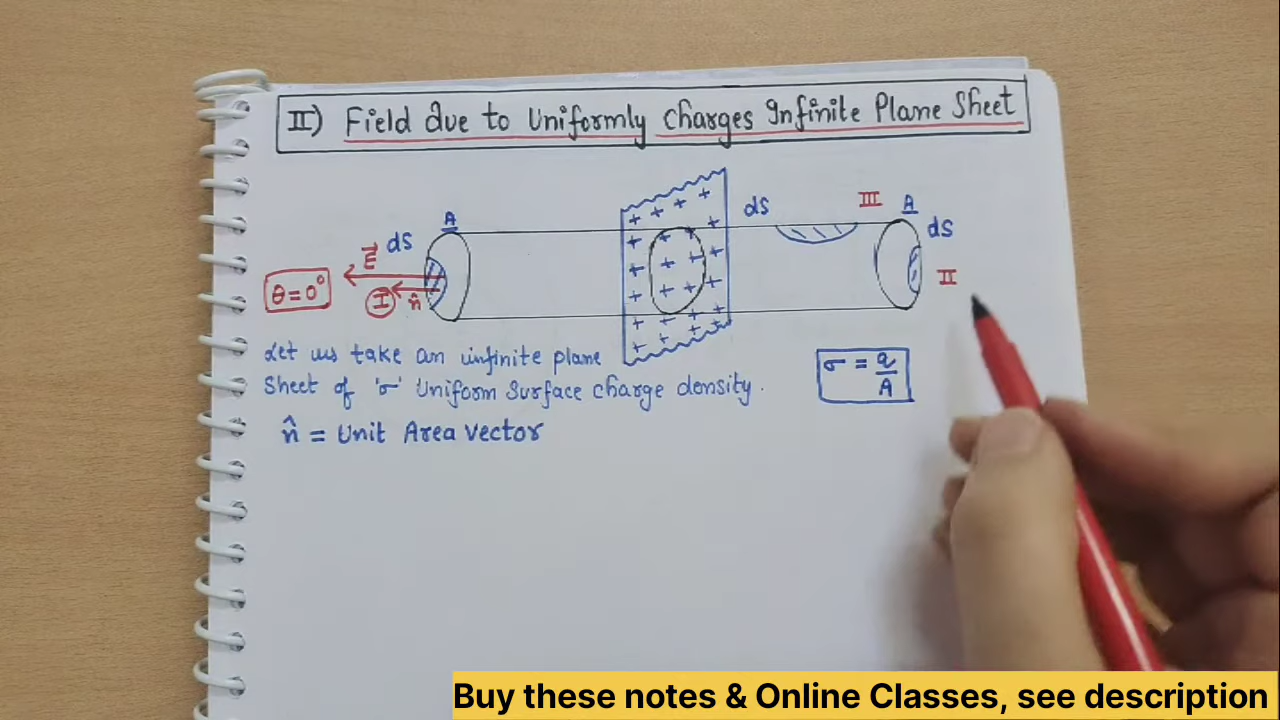 II) Field due to Uniformly Charges Infinite Plane Sheet
A
dS
III
A
dS
dS
E
θ = 0°
I
n̂
II
Let us take an infinite plane
Sheet of 'σ' Uniform Surface charge density.
σ = q/A
n̂ = Unit Area vector
Buy these notes & Online Classes, see description